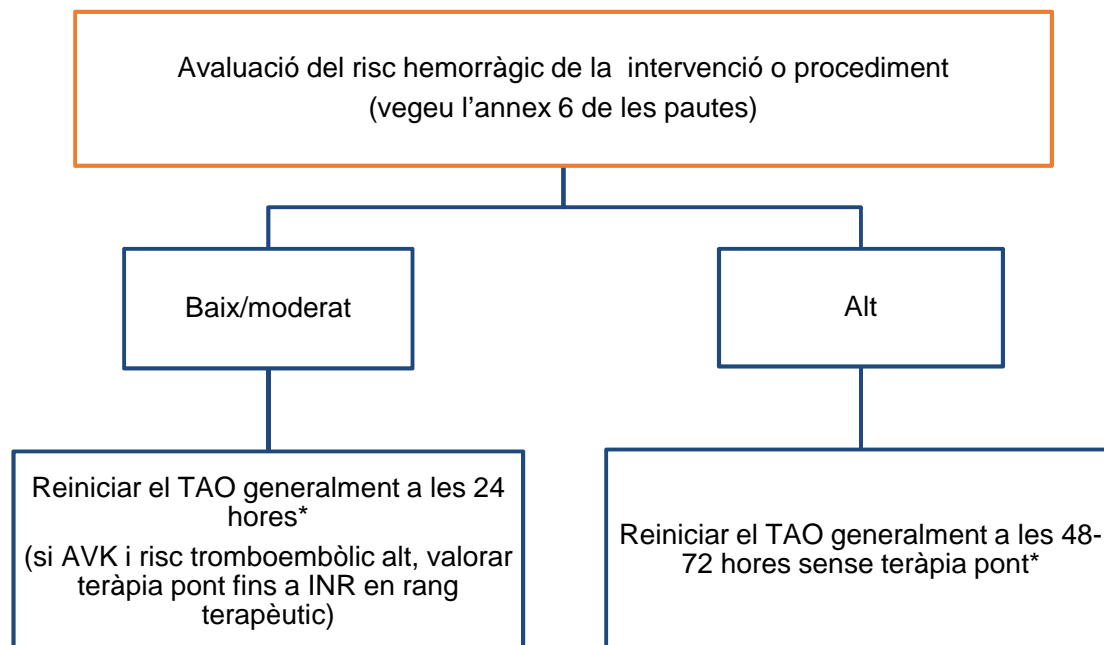 Avaluació del risc hemorràgic de la intervenció o procediment
(vegeu l’annex 6 de les pautes)
Baix/moderat
Alt
Reiniciar el TAO generalment a les 24
hores*
(si AVK i risc tromboembòlic alt, valorar
teràpia pont fins a INR en rang
terapèutic)
Reiniciar el TAO generalment a les 48-
72 hores sense teràpia pont*